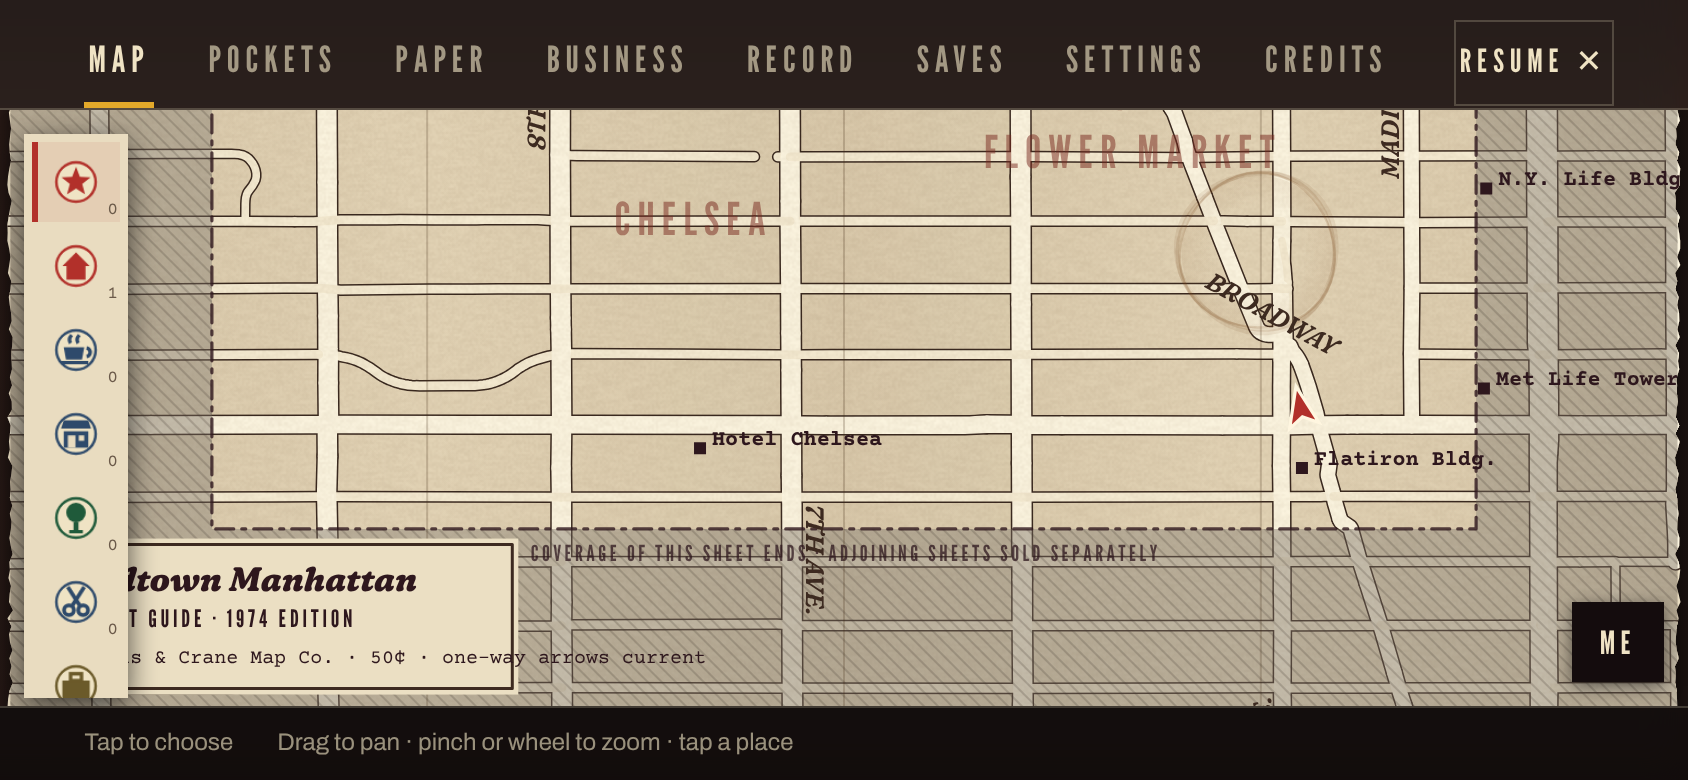 MAP POCKETS PAPER BUSINESS RECORD SAVES SETTINGS CREDITS RESUME ✕
8TH
MADI
FLOWER MARKET
N.Y. Life Bldg
0
CHELSEA
1
BROADWAY
0
Met Life Tower
Hotel Chelsea
0
Flatiron Bldg.
7TH AVE.
0
COVERAGE OF THIS SHEET ENDS · ADJOINING SHEETS SOLD SEPARATELY
dtown Manhattan
T GUIDE · 1974 EDITION
0
s & Crane Map Co. · 50¢ · one-way arrows current
ME
Tap to choose Drag to pan · pinch or wheel to zoom · tap a place